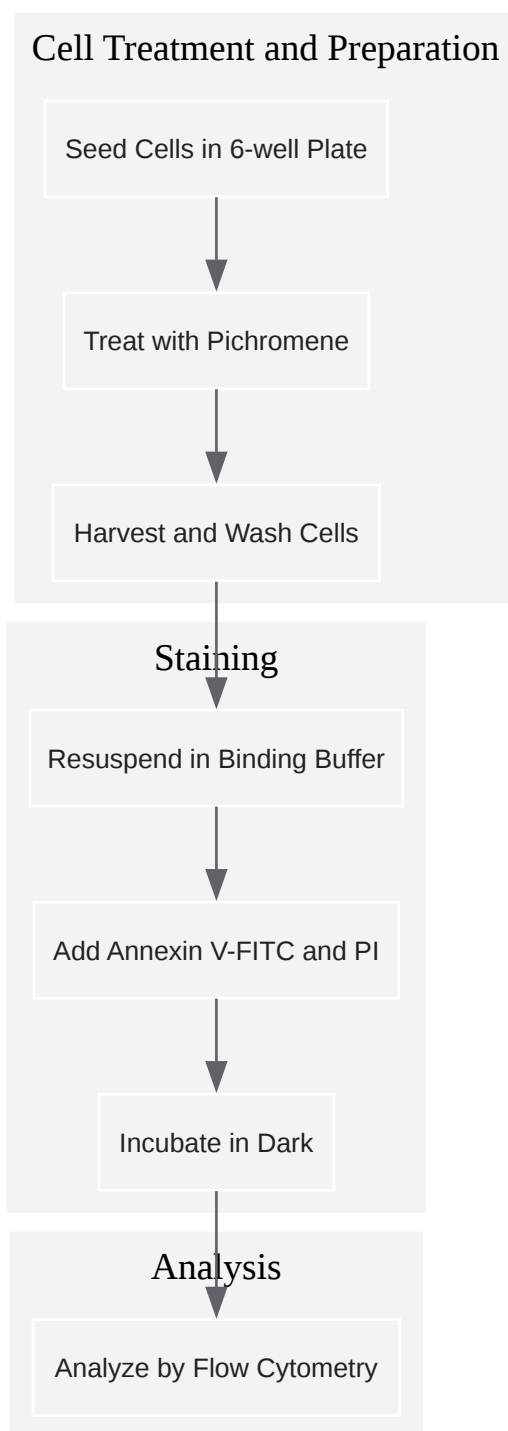 Cell Treatment and Preparation
Seed Cells in 6-well Plate
Treat with Pichromene
Harvest and Wash Cells
Staining
Resuspend in Binding Buffer
Add Annexin V-FITC and PI
Incubate in Dark
Analysis
Analyze by Flow Cytometry